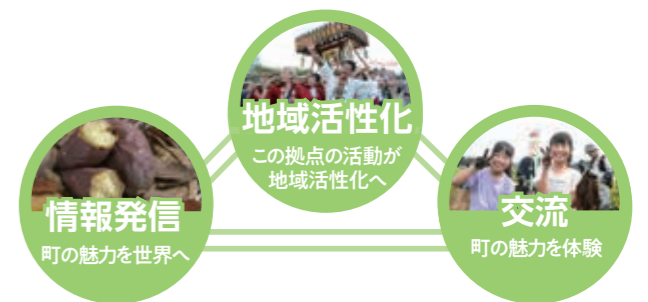 地域活性化
この拠点の活動が
地域活性化へ
情報発信
町の魅力を世界へ
交流
町の魅力を体験